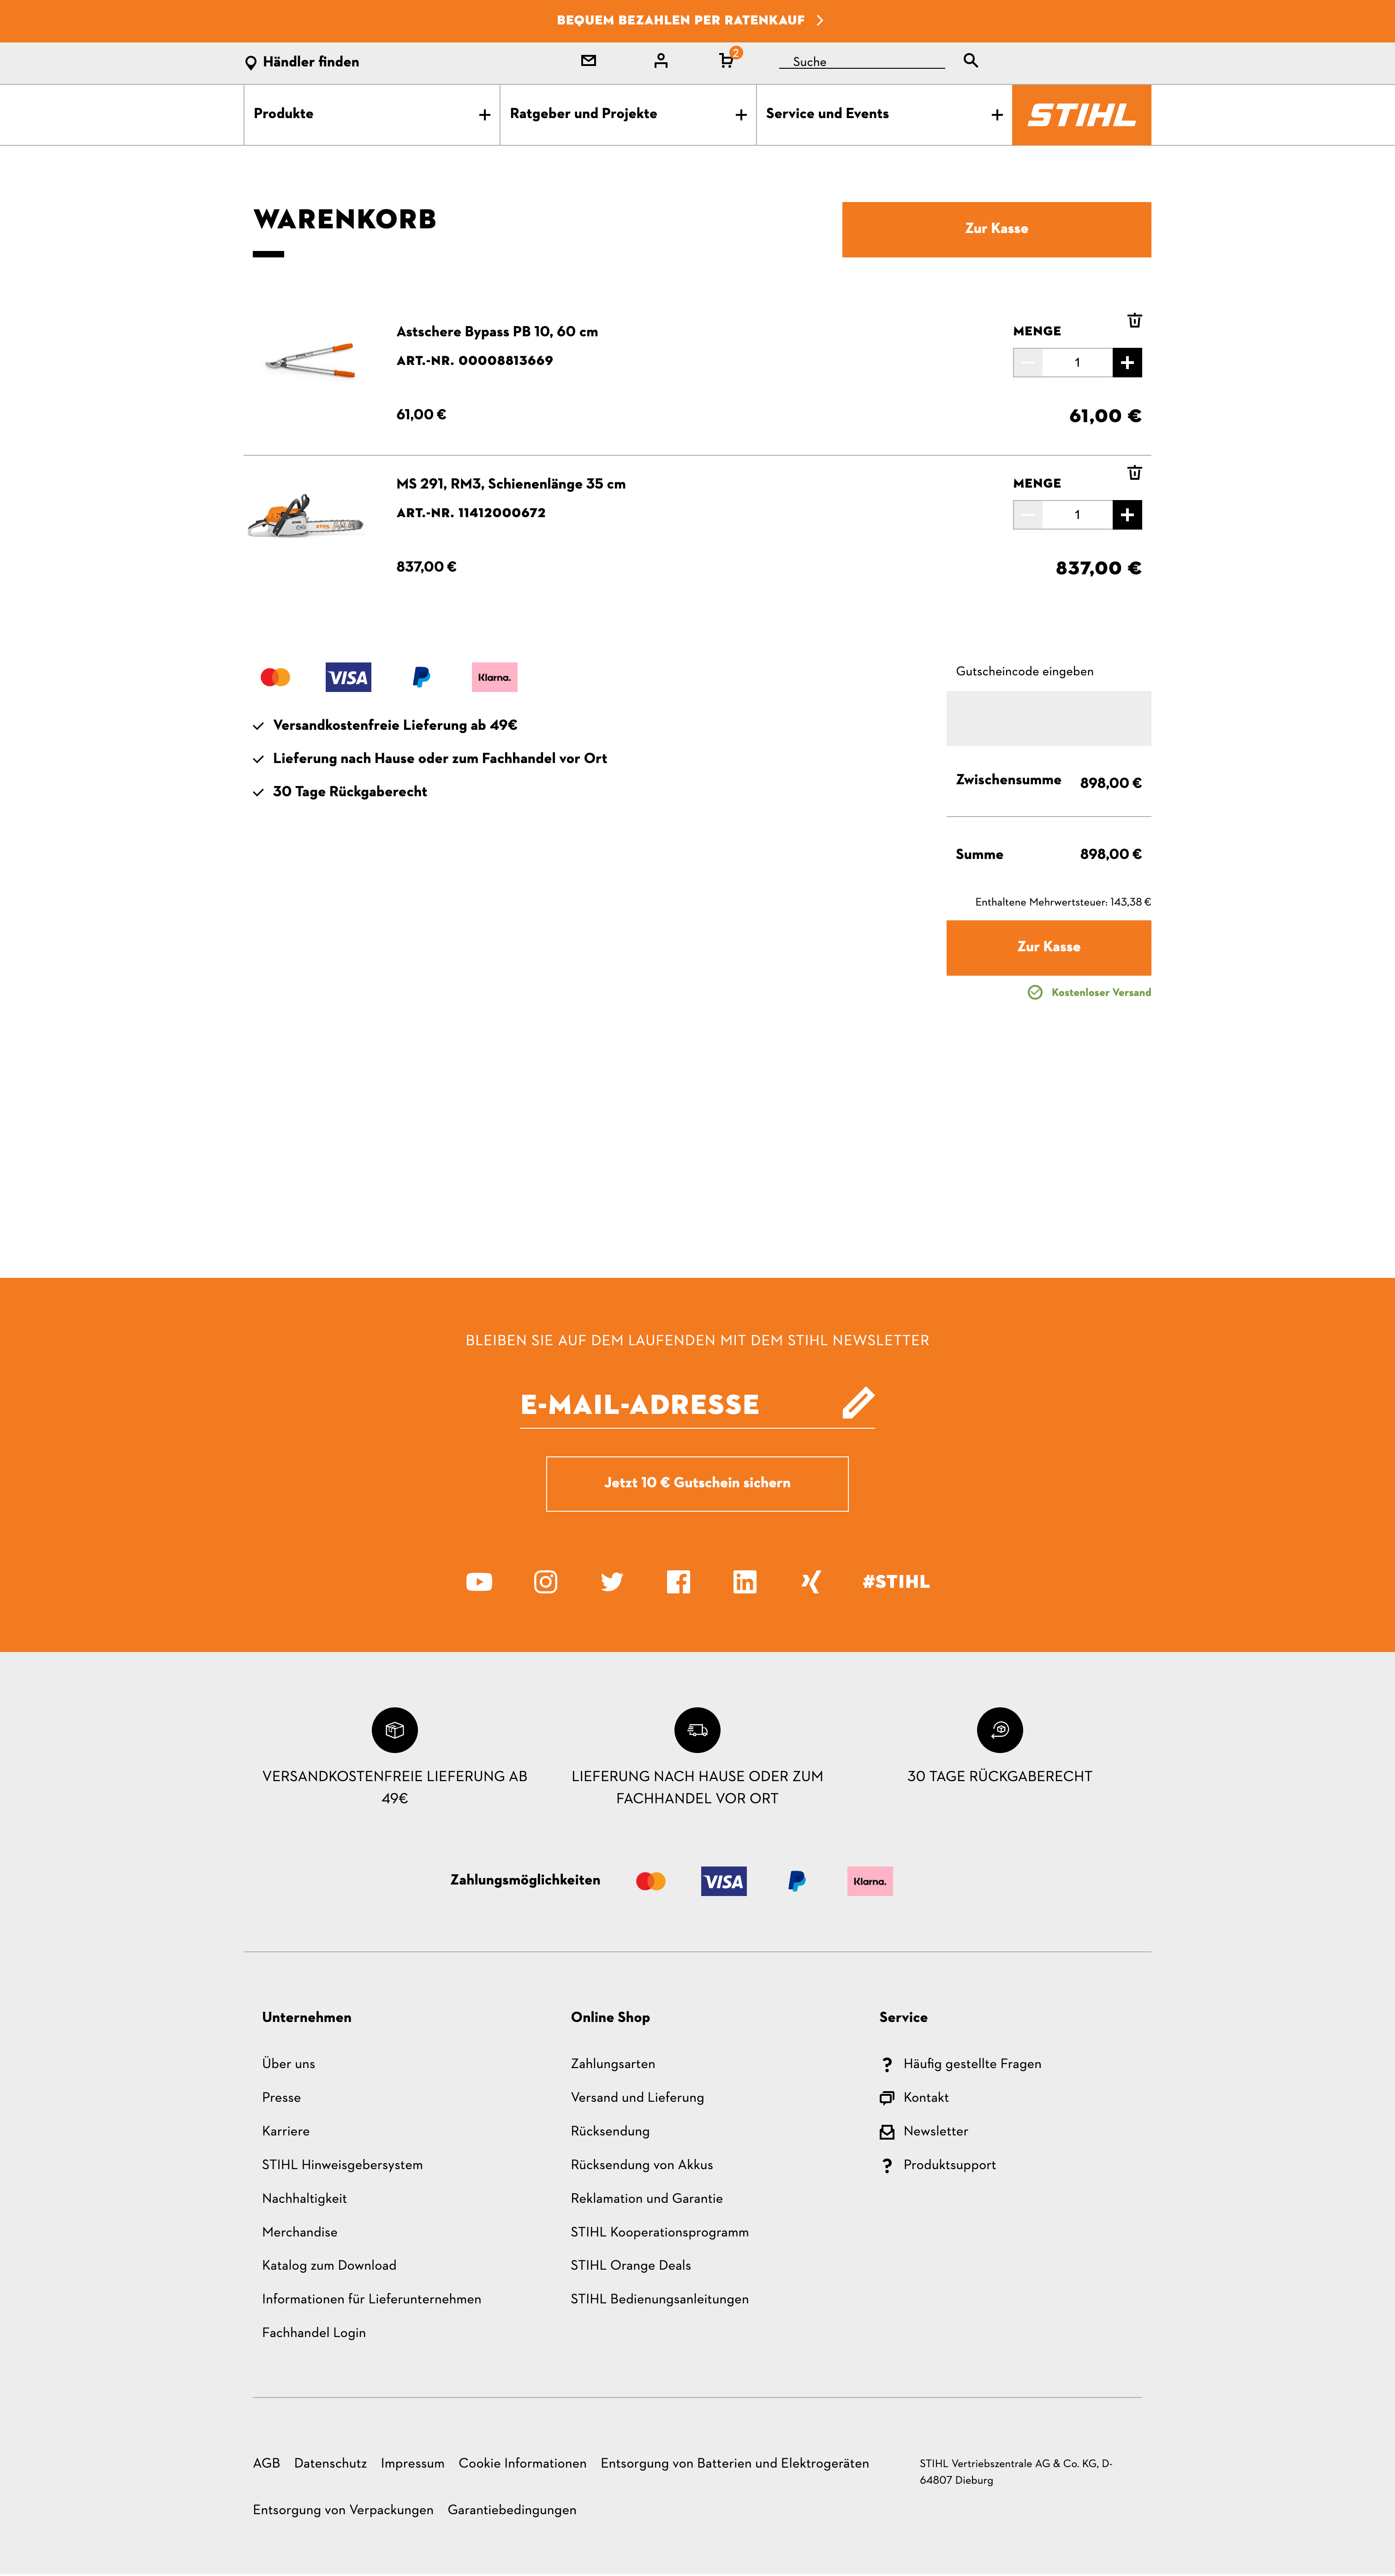 BEQUEM BEZAHLEN PER RATENKAUF
Händler finden
2
Suche
Produkte
Ratgeber und Projekte
Service und Events
STIHL
WARENKORB
Zur Kasse
Astschere Bypass PB 10, 60 cm
MENGE
ART.-NR. 00008813669
1
61,00 €
61,00 €
MS 291, RM3, Schienenlänge 35 cm
MENGE
ART.-NR. 11412000672
1
837,00 €
837,00 €
VISA
Klarna.
Versandkostenfreie Lieferung ab 49€
Lieferung nach Hause oder zum Fachhandel vor Ort
30 Tage Rückgaberecht
Gutscheincode eingeben
Zwischensumme 898,00 €
Summe 898,00 €
Enthaltene Mehrwertsteuer: 143,38 €
Zur Kasse
Kostenloser Versand
BLEIBEN SIE AUF DEM LAUFENDEN MIT DEM STIHL NEWSLETTER
E-MAIL-ADRESSE
Jetzt 10 € Gutschein sichern
#STIHL
VERSANDKOSTENFREIE LIEFERUNG AB
49€
LIEFERUNG NACH HAUSE ODER ZUM
FACHHANDEL VOR ORT
30 TAGE RÜCKGABERECHT
Zahlungsmöglichkeiten
VISA
Klarna.
Unternehmen
Über uns
Presse
Karriere
STIHL Hinweisgebersystem
Nachhaltigkeit
Merchandise
Katalog zum Download
Informationen für Lieferunternehmen
Fachhandel Login
Online Shop
Zahlungsarten
Versand und Lieferung
Rücksendung
Rücksendung von Akkus
Reklamation und Garantie
STIHL Kooperationsprogramm
STIHL Orange Deals
STIHL Bedienungsanleitungen
Service
Häufig gestellte Fragen
Kontakt
Newsletter
Produktsupport
AGB Datenschutz Impressum Cookie Informationen Entsorgung von Batterien und Elektrogeräten
Entsorgung von Verpackungen Garantiebedingungen
STIHL Vertriebszentrale AG & Co. KG, D-
64807 Dieburg